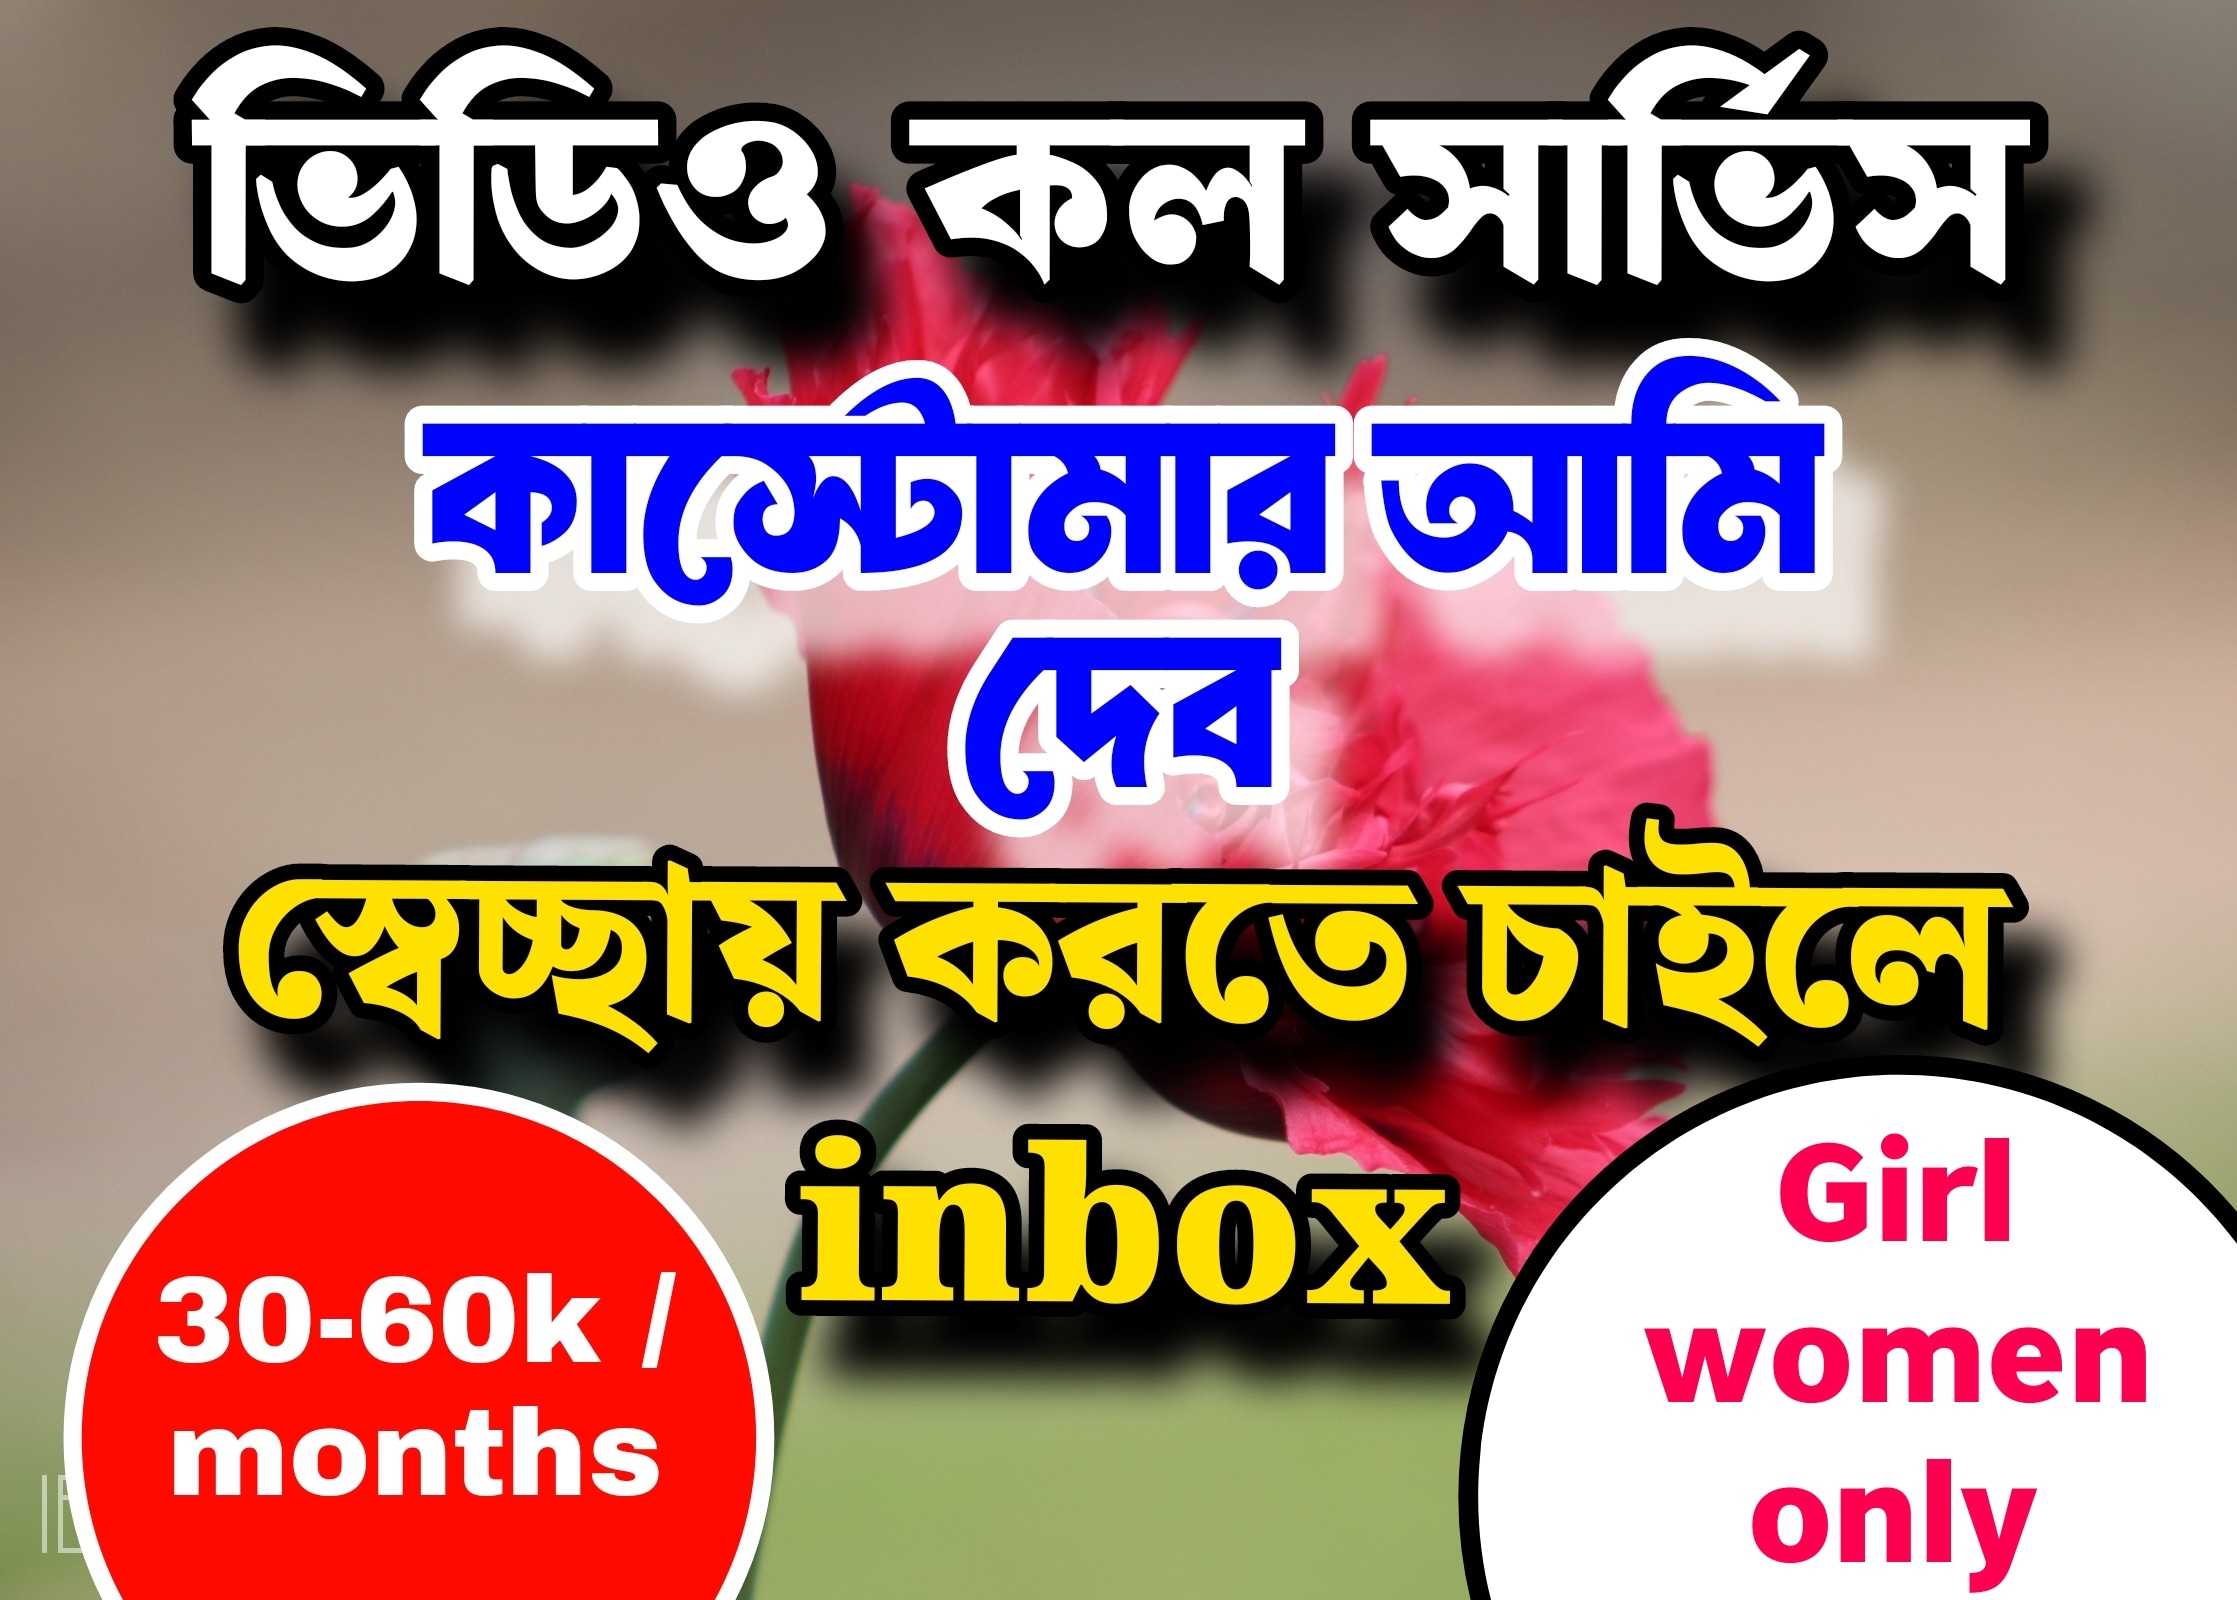 ভিডিও কল সার্ভিস
কাস্টোমার আমি
দেব
স্বেচ্ছায় করতে চাইলে
inbox
30-60k /
months
Girl
women
only